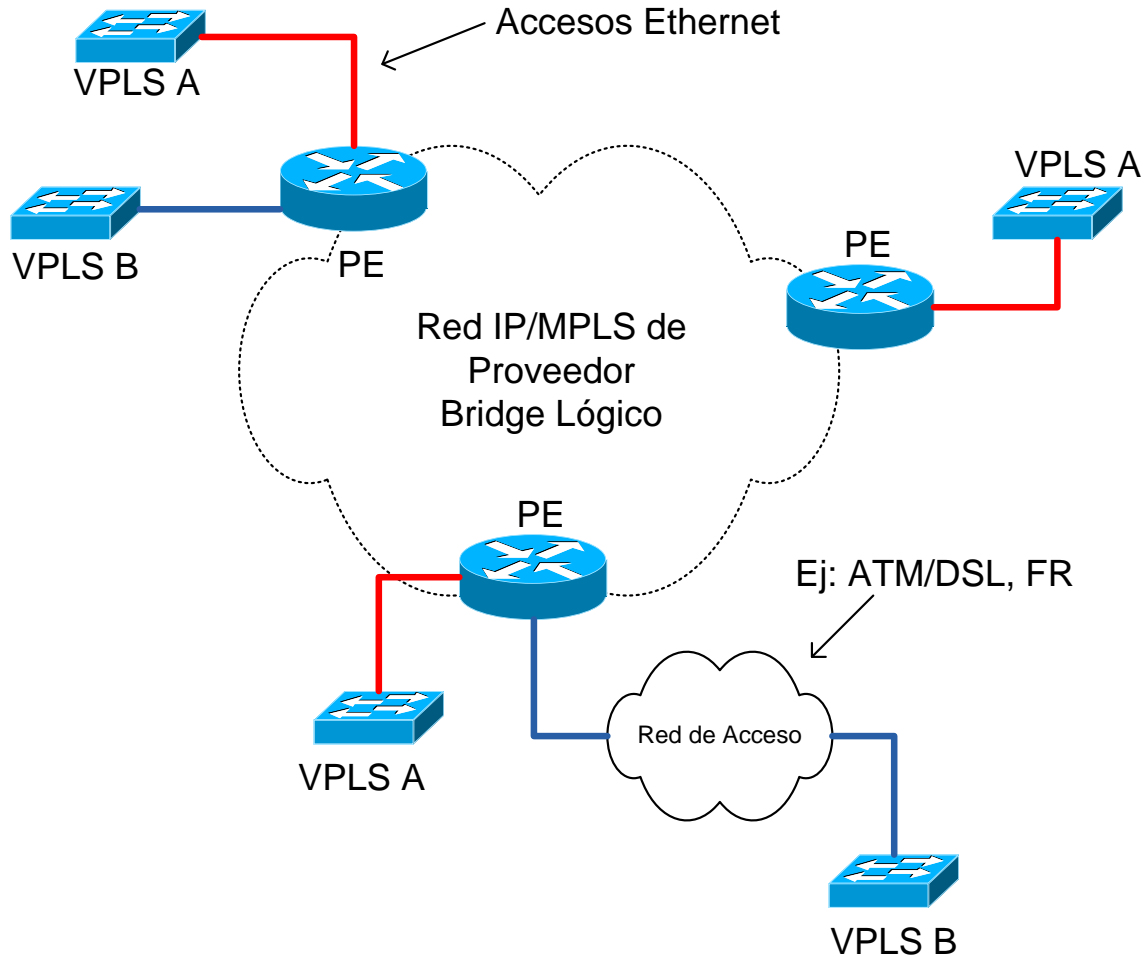 Accesos Ethernet
VPLS A
VPLS A
VPLS B
PE
PE
Red IP/MPLS de
Proveedor
Bridge Lógico
PE
Ej: ATM/DSL, FR
Red de Acceso
VPLS A
VPLS B